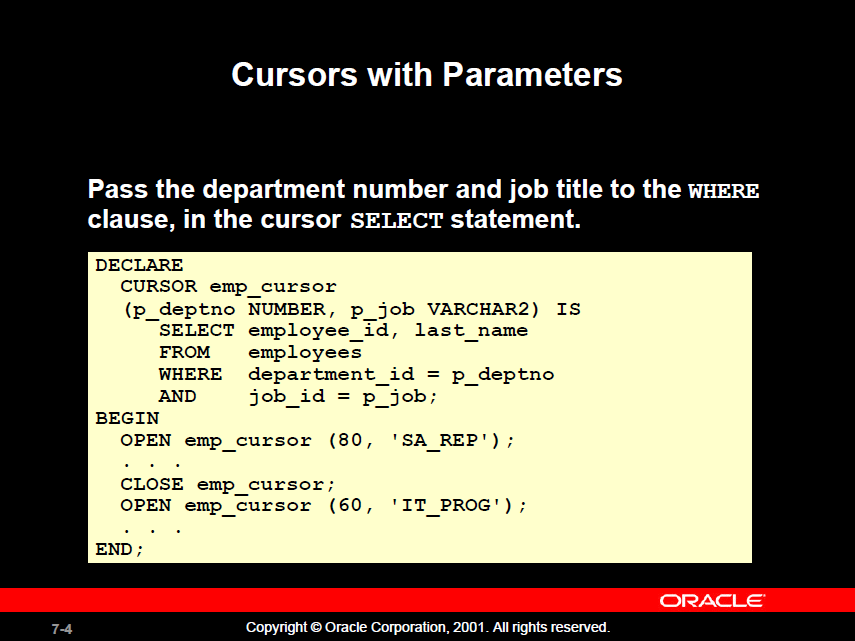 Cursors with Parameters
Pass the department number and job title to the WHERE
clause, in the cursor SELECT statement.
DECLARE
  CURSOR emp_cursor
  (p_deptno NUMBER, p_job VARCHAR2) IS
     SELECT employee_id, last_name
     FROM   employees
     WHERE  department_id = p_deptno
     AND    job_id = p_job;
BEGIN
  OPEN emp_cursor (80, 'SA_REP');
  . . .
  CLOSE emp_cursor;
  OPEN emp_cursor (60, 'IT_PROG');
  . . .
END;
ORACLE
7-4
Copyright © Oracle Corporation, 2001. All rights reserved.